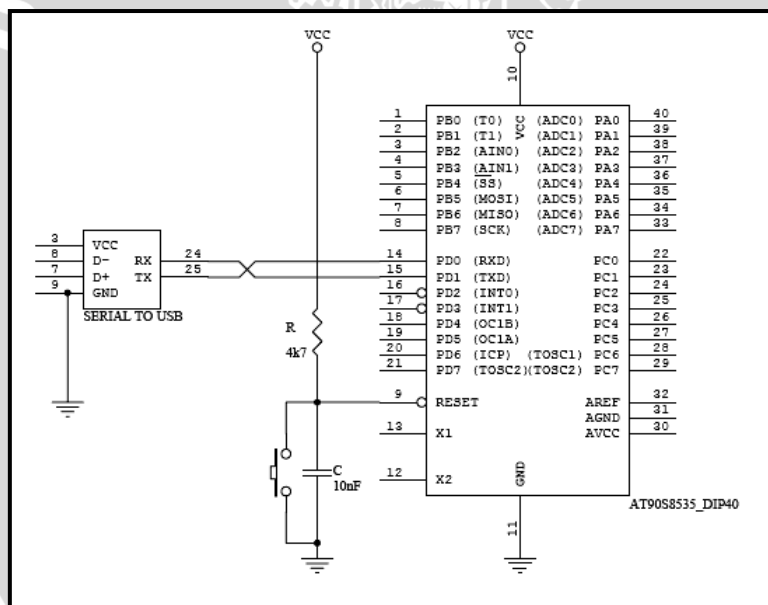 VCC
VCC
10
VCC
1 PB0 (T0) (ADC0) PA0 40
2 PB1 (T1) (ADC1) PA1 39
3 PB2 (AIN0) (ADC2) PA2 38
4 PB3 (AIN1) (ADC3) PA3 37
5 PB4 (SS) (ADC4) PA4 36
6 PB5 (MOSI) (ADC5) PA5 35
7 PB6 (MISO) (ADC6) PA6 34
8 PB7 (SCK) (ADC7) PA7 33
3 VCC
8 D- RX 24
7 D+ TX 25
9 GND
SERIAL TO USB
14 PD0 (RXD) PC0 22
15 PD1 (TXD) PC1 23
16 PD2 (INT0) PC2 24
17 PD3 (INT1) PC3 25
18 PD4 (OC1B) PC4 26
19 PD5 (OC1A) PC5 27
20 PD6 (ICP) (TOSC1) PC6 28
21 PD7 (TOSC2)(TOSC2) PC7 29
R
4k7
9 RESET AREF 32
AGND 31
13 X1 AVCC 30
C
10nF
12 X2
GND
11
AT90S8535_DIP40